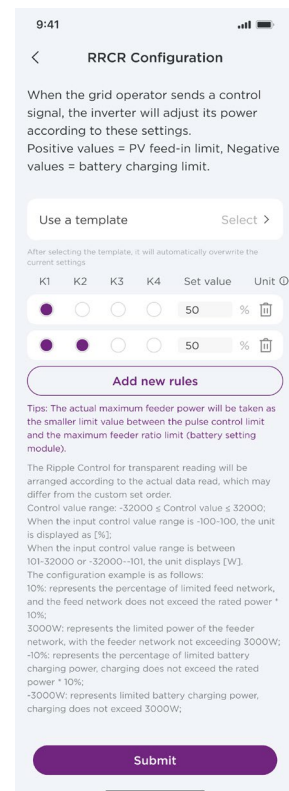 9:41
RRCR Configuration
When the grid operator sends a control
signal, the inverter will adjust its power
according to these settings.
Positive values = PV feed-in limit, Negative
values = battery charging limit.
Use a template Select >
After selecting the template, it will automatically overwrite the
current settings
K1 K2 K3 K4 Set value Unit
50 %
50 %
Add new rules
Tips: The actual maximum feeder power will be taken as
the smaller limit value between the pulse control limit
and the maximum feeder ratio limit (battery setting
module).
The Ripple Control for transparent reading will be
arranged according to the actual data read, which may
differ from the custom set order.
Control value range: -32000 ≤ Control value ≤ 32000;
When the input control value range is -100-100, the unit
is displayed as [%];
When the input control value range is between
101-32000 or -32000--101, the unit displays [W].
The configuration example is as follows:
10%: represents the percentage of limited feed network,
and the feed network does not exceed the rated power *
10%;
3000W: represents the limited power of the feeder
network, with the feeder network not exceeding 3000W;
-10%: represents the percentage of limited battery
charging power, charging does not exceed the rated
power * 10%;
-3000W: represents limited battery charging power,
charging does not exceed 3000W;
Submit